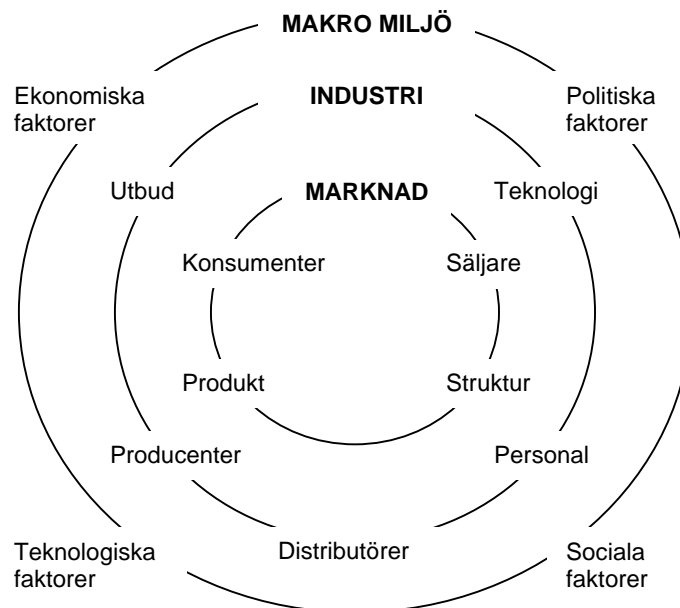 MAKRO MILJÖ
Ekonomiska
faktorer
INDUSTRI
Politiska
faktorer
Utbud
MARKNAD
Teknologi
Konsumenter
Säljare
Produkt
Struktur
Producenter
Personal
Teknologiska
faktorer
Distributörer
Sociala
faktorer